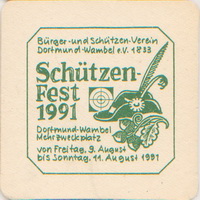 Bürger-und Schützen-Verein
Dortmund-Wambel e.V. 1833
Schützen-
Fest
1991
Dortmund-Wambel
Mehrzweckplatz
von Freitag, 9. August
bis Sonntag, 11. August 1991